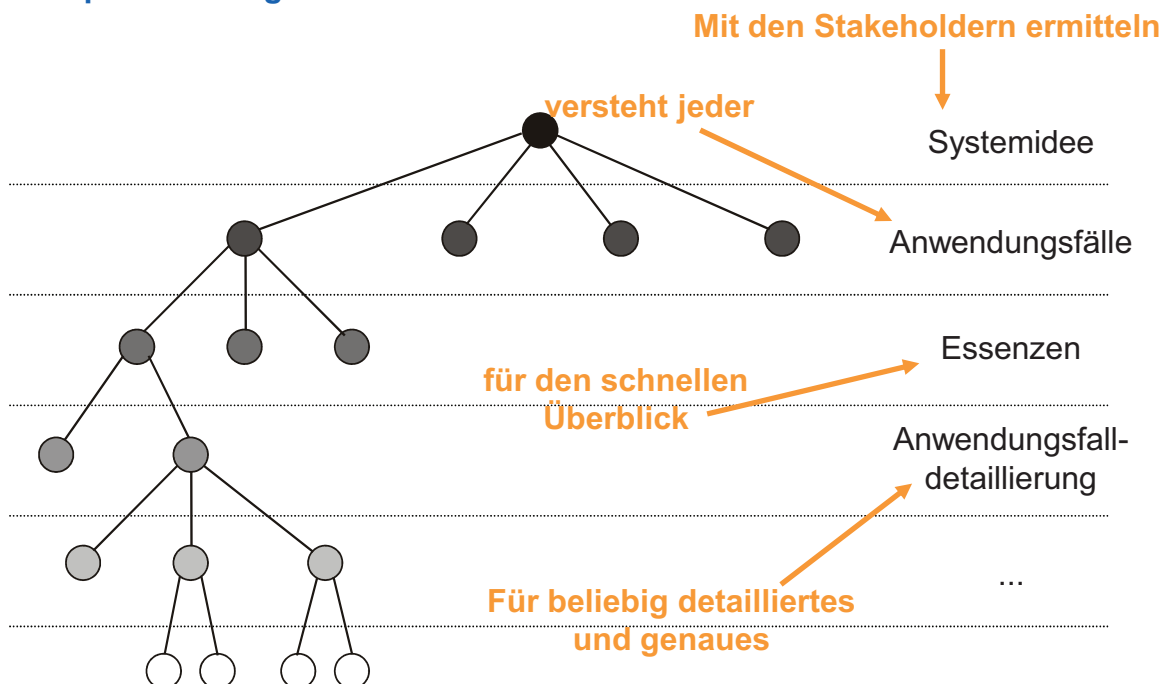 Mit den Stakeholdern ermitteln
versteht jeder
Systemidee
Anwendungsfälle
Essenzen
für den schnellen
Überblick
Anwendungsfall-
detaillierung
...
Für beliebig detailliertes
und genaues